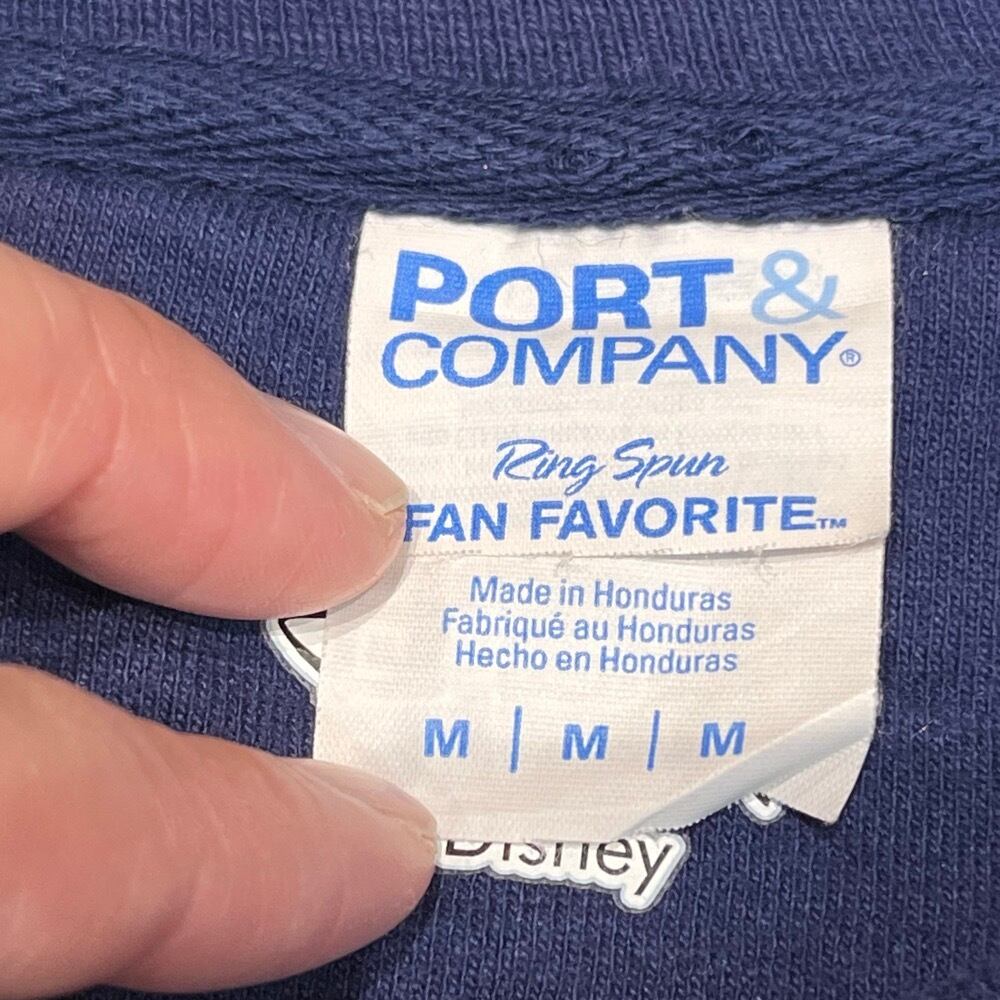 PORT &
COMPANY®
Ring Spun
FAN FAVORITE™
Made in Honduras
Fabriqué au Honduras
Hecho en Honduras
M | M | M
Disney